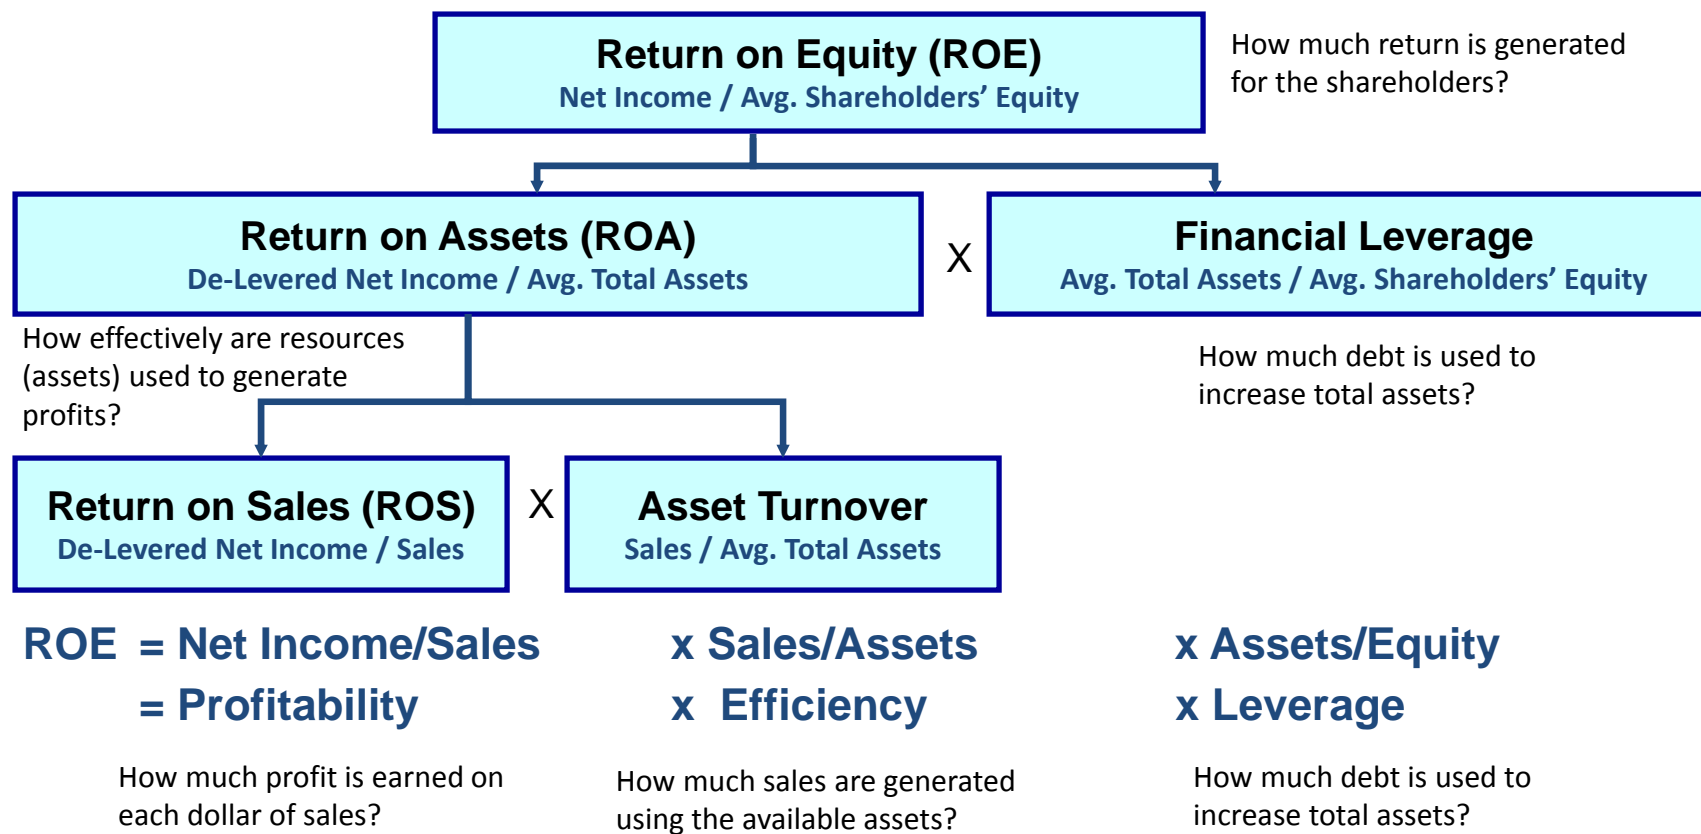 Return on Equity (ROE)
Net Income / Avg. Shareholders’ Equity
How much return is generated
for the shareholders?
Return on Assets (ROA)
De-Levered Net Income / Avg. Total Assets
X
Financial Leverage
Avg. Total Assets / Avg. Shareholders’ Equity
How effectively are resources
(assets) used to generate
profits?
How much debt is used to
increase total assets?
Return on Sales (ROS)
De-Levered Net Income / Sales
X
Asset Turnover
Sales / Avg. Total Assets
ROE = Net Income/Sales x Sales/Assets x Assets/Equity
= Profitability x Efficiency x Leverage
How much profit is earned on
each dollar of sales?
How much sales are generated
using the available assets?
How much debt is used to
increase total assets?